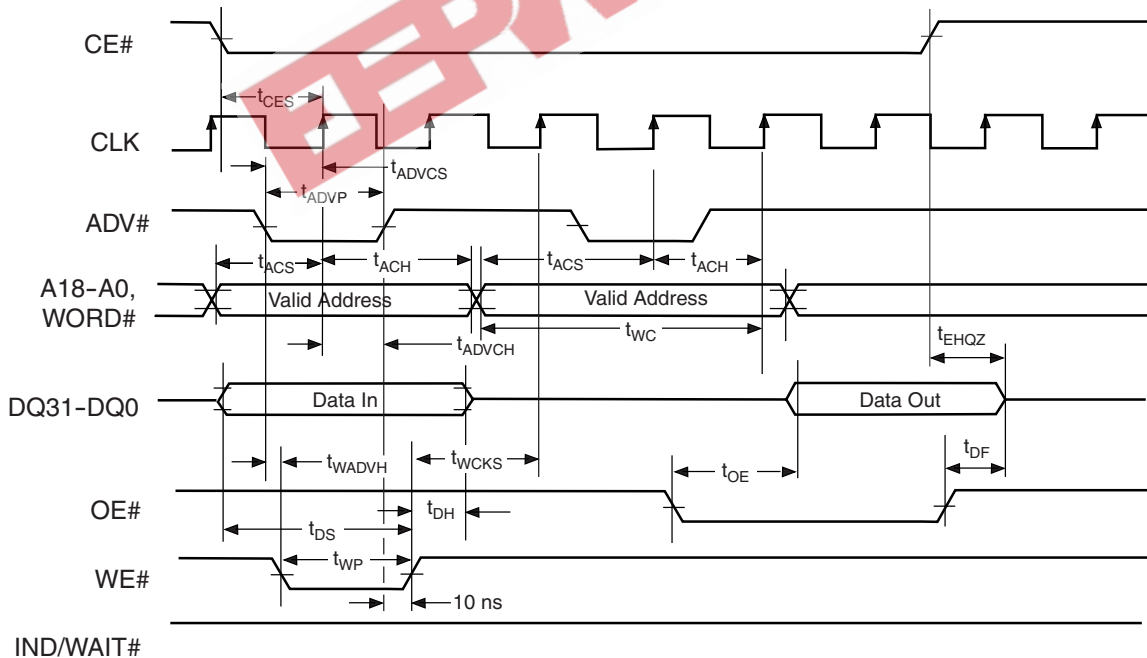 CE#
tCES
CLK
tADVCS
tADVP
ADV#
tACS
tACH
tACS
tACH
A18-A0,
WORD#
Valid Address
Valid Address
tWC
tADVCH
tEHQZ
DQ31-DQ0
Data In
Data Out
tWADVH
tWCKS
tOE
tDF
OE#
tDH
tDS
tWP
WE#
10 ns
IND/WAIT#